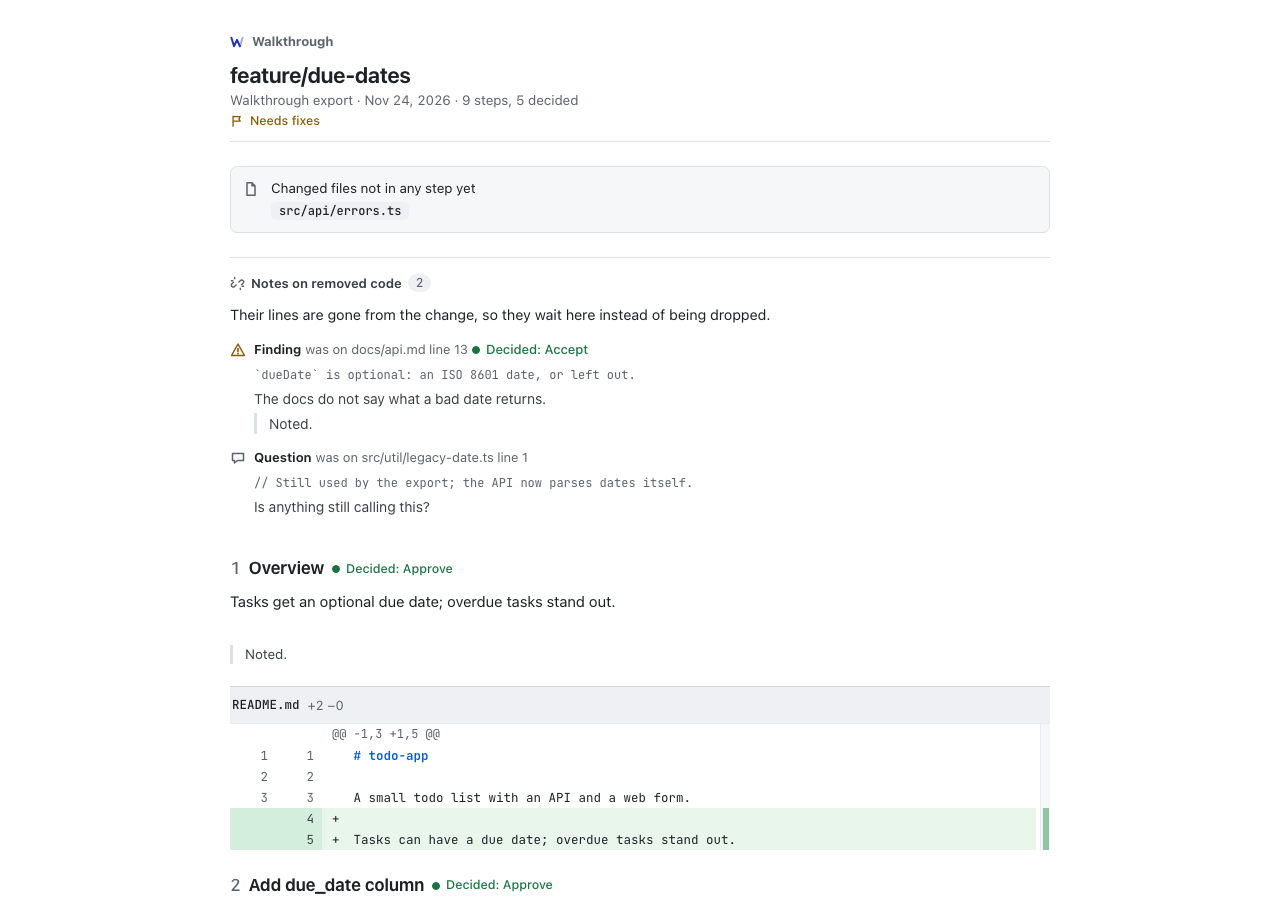 Walkthrough
feature/due-dates
Walkthrough export · Nov 24, 2026 · 9 steps, 5 decided
Needs fixes
Changed files not in any step yet
src/api/errors.ts
Notes on removed code 2
Their lines are gone from the change, so they wait here instead of being dropped.
Finding was on docs/api.md line 13 Decided: Accept
`dueDate` is optional: an ISO 8601 date, or left out.
The docs do not say what a bad date returns.
Noted.
Question was on src/util/legacy-date.ts line 1
// Still used by the export; the API now parses dates itself.
Is anything still calling this?
1 Overview Decided: Approve
Tasks get an optional due date; overdue tasks stand out.
Noted.
README.md +2 −0
@@ -1,3 +1,5 @@
1 1 # todo-app
2 2
3 3 A small todo list with an API and a web form.
4 +
5 + Tasks can have a due date; overdue tasks stand out.
2 Add due_date column Decided: Approve